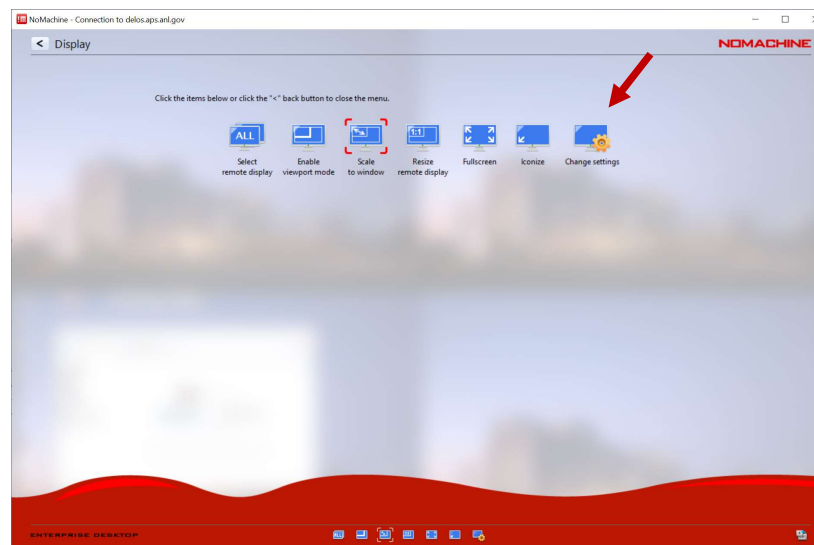 NoMachine - Connection to delos.aps.anl.gov
< Display
NOMACHINE
Click the items below or click the "<" back button to close the menu.
ALL
1:1
Select
remote display
Enable
viewport mode
Scale
to window
Resize
remote display
Fullscreen
Iconize
Change settings
ENTERPRISE DESKTOP